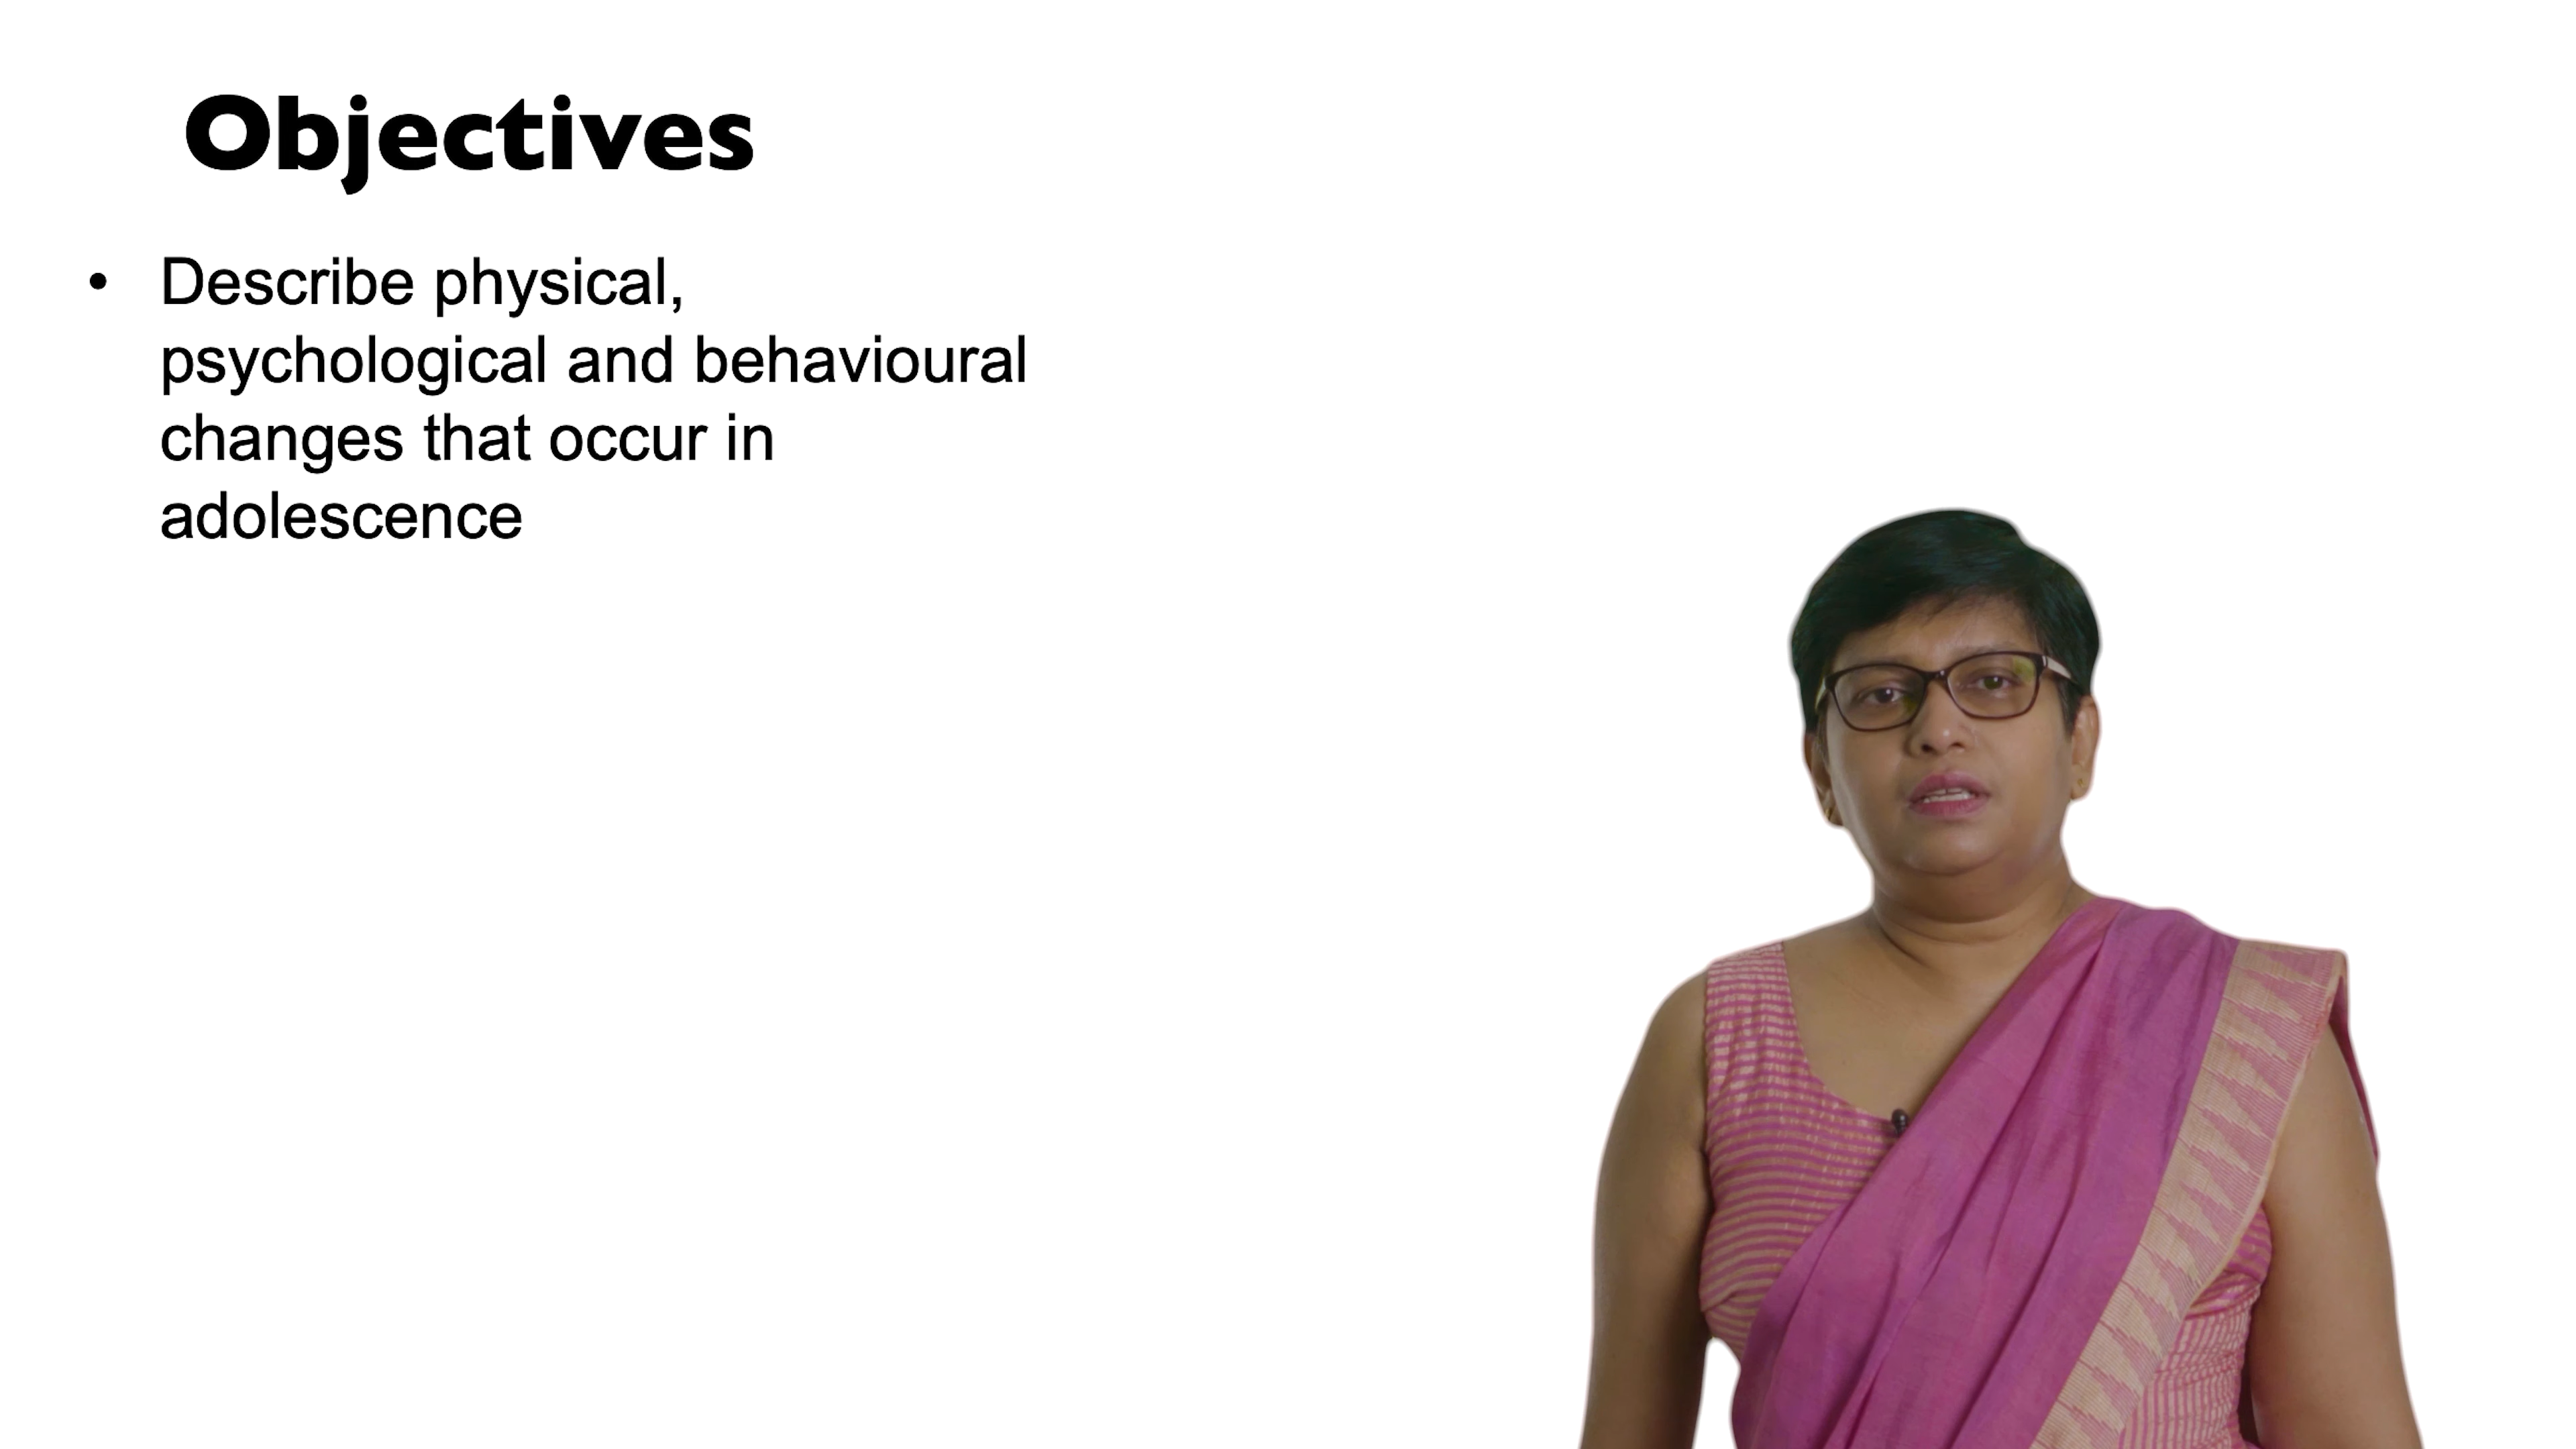 Objectives
• Describe physical,
psychological and behavioural
changes that occur in
adolescence